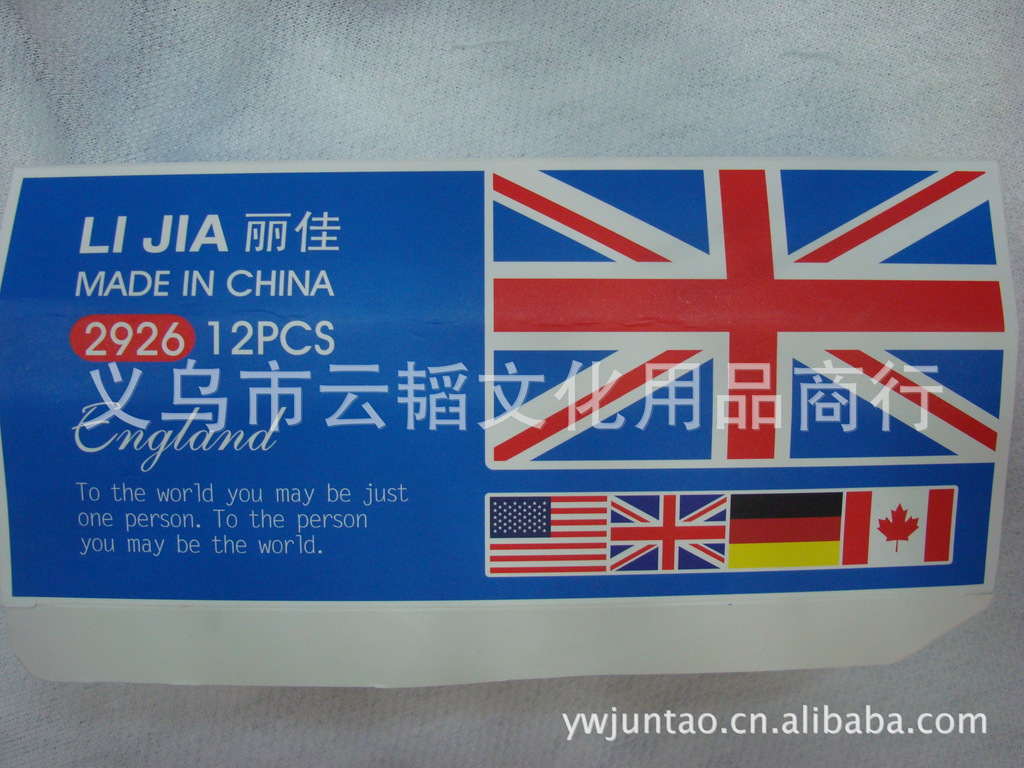 LI JIA 丽佳
MADE IN CHINA
2926 12PCS
义乌市云韬文化用品商行
England
To the world you may be just
one person. To the person
you may be the world.
ywjuntao.cn.alibaba.com